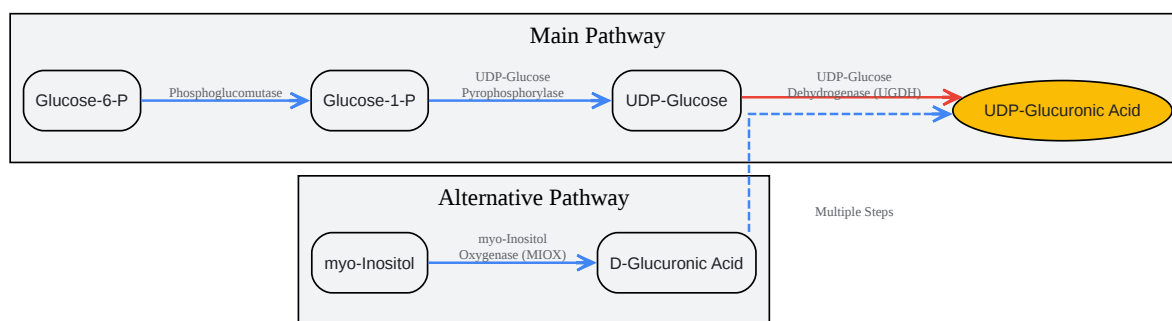 Main Pathway
Glucose-6-P
Phosphoglucomutase
Glucose-1-P
UDP-Glucose
Pyrophosphorylase
UDP-Glucose
UDP-Glucose
Dehydrogenase (UGDH)
UDP-Glucuronic Acid
Alternative Pathway
myo-Inositol
myo-Inositol
Oxygenase (MIOX)
D-Glucuronic Acid
Multiple Steps